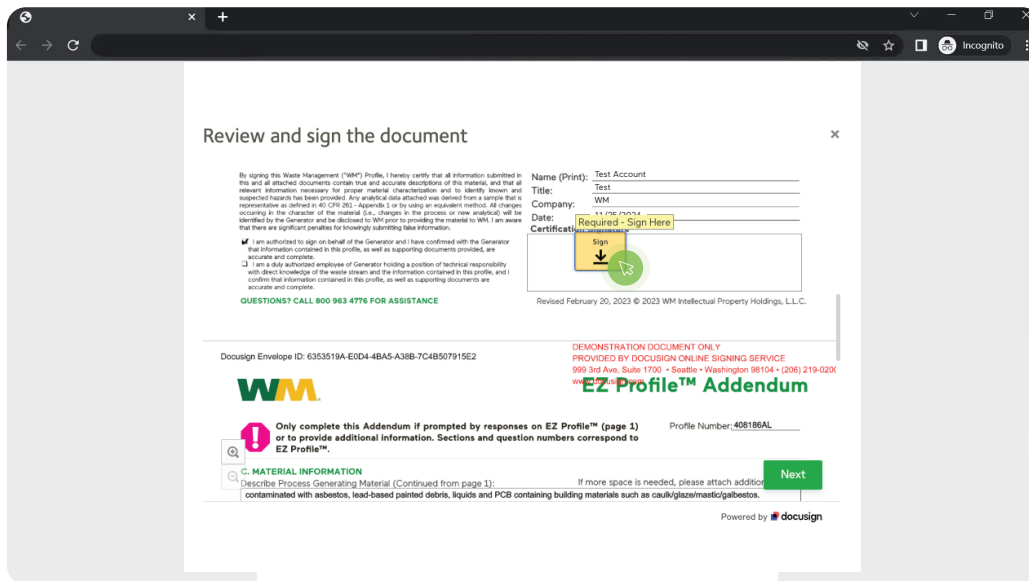 Incognito
Review and sign the document
By signing this Waste Management ("WM") Profile, I hereby certify that all information submitted in
this and all attached documents contain true and accurate descriptions of this material, and that all
relevant information necessary for proper material characterization and to identify known and
suspected hazards has been provided. Any analytical data attached was derived from a sample that is
representative as defined in 40 CFR 261 - Appendix 1 or by using an equivalent method. All changes
occurring in the character of the material (i.e., changes in the process or new analytical) will be
identified by the Generator and be disclosed to WM prior to providing the material to WM. I am aware
that there are significant penalties for knowingly submitting false information.
I am authorized to sign on behalf of the Generator and I have confirmed with the Generator
that information contained in this profile, as well as supporting documents provided, are
accurate and complete.
I am a duly authorized employee of Generator holding a position of technical responsibility
with direct knowledge of the waste stream and the information contained in this profile, and I
confirm that information contained in this profile, as well as supporting documents are
accurate and complete.
QUESTIONS? CALL 800 963 4776 FOR ASSISTANCE
Name (Print): Test Account
Title: Test
Company: WM
Date: 11/25/2024
Required - Sign Here
Certification
Sign
Revised February 20, 2023 © 2023 WM Intellectual Property Holdings, L.L.C.
Docusign Envelope ID: 6353519A-E0D4-4BA5-A38B-7C4B507915E2
DEMONSTRATION DOCUMENT ONLY
PROVIDED BY DOCUSIGN ONLINE SIGNING SERVICE
999 3rd Ave, Suite 1700 • Seattle • Washington 98104 • (206) 219-0200
www.docusign.com
WM.
EZ Profile™ Addendum
Only complete this Addendum if prompted by responses on EZ Profile™ (page 1)
or to provide additional information. Sections and question numbers correspond to
EZ Profile™.
Profile Number: 408186AL
C. MATERIAL INFORMATION
Describe Process Generating Material (Continued from page 1):
If more space is needed, please attach addition
contaminated with asbestos, lead-based painted debris, liquids and PCB containing building materials such as caulk/glaze/mastic/galbestos.
Next
Powered by docusign